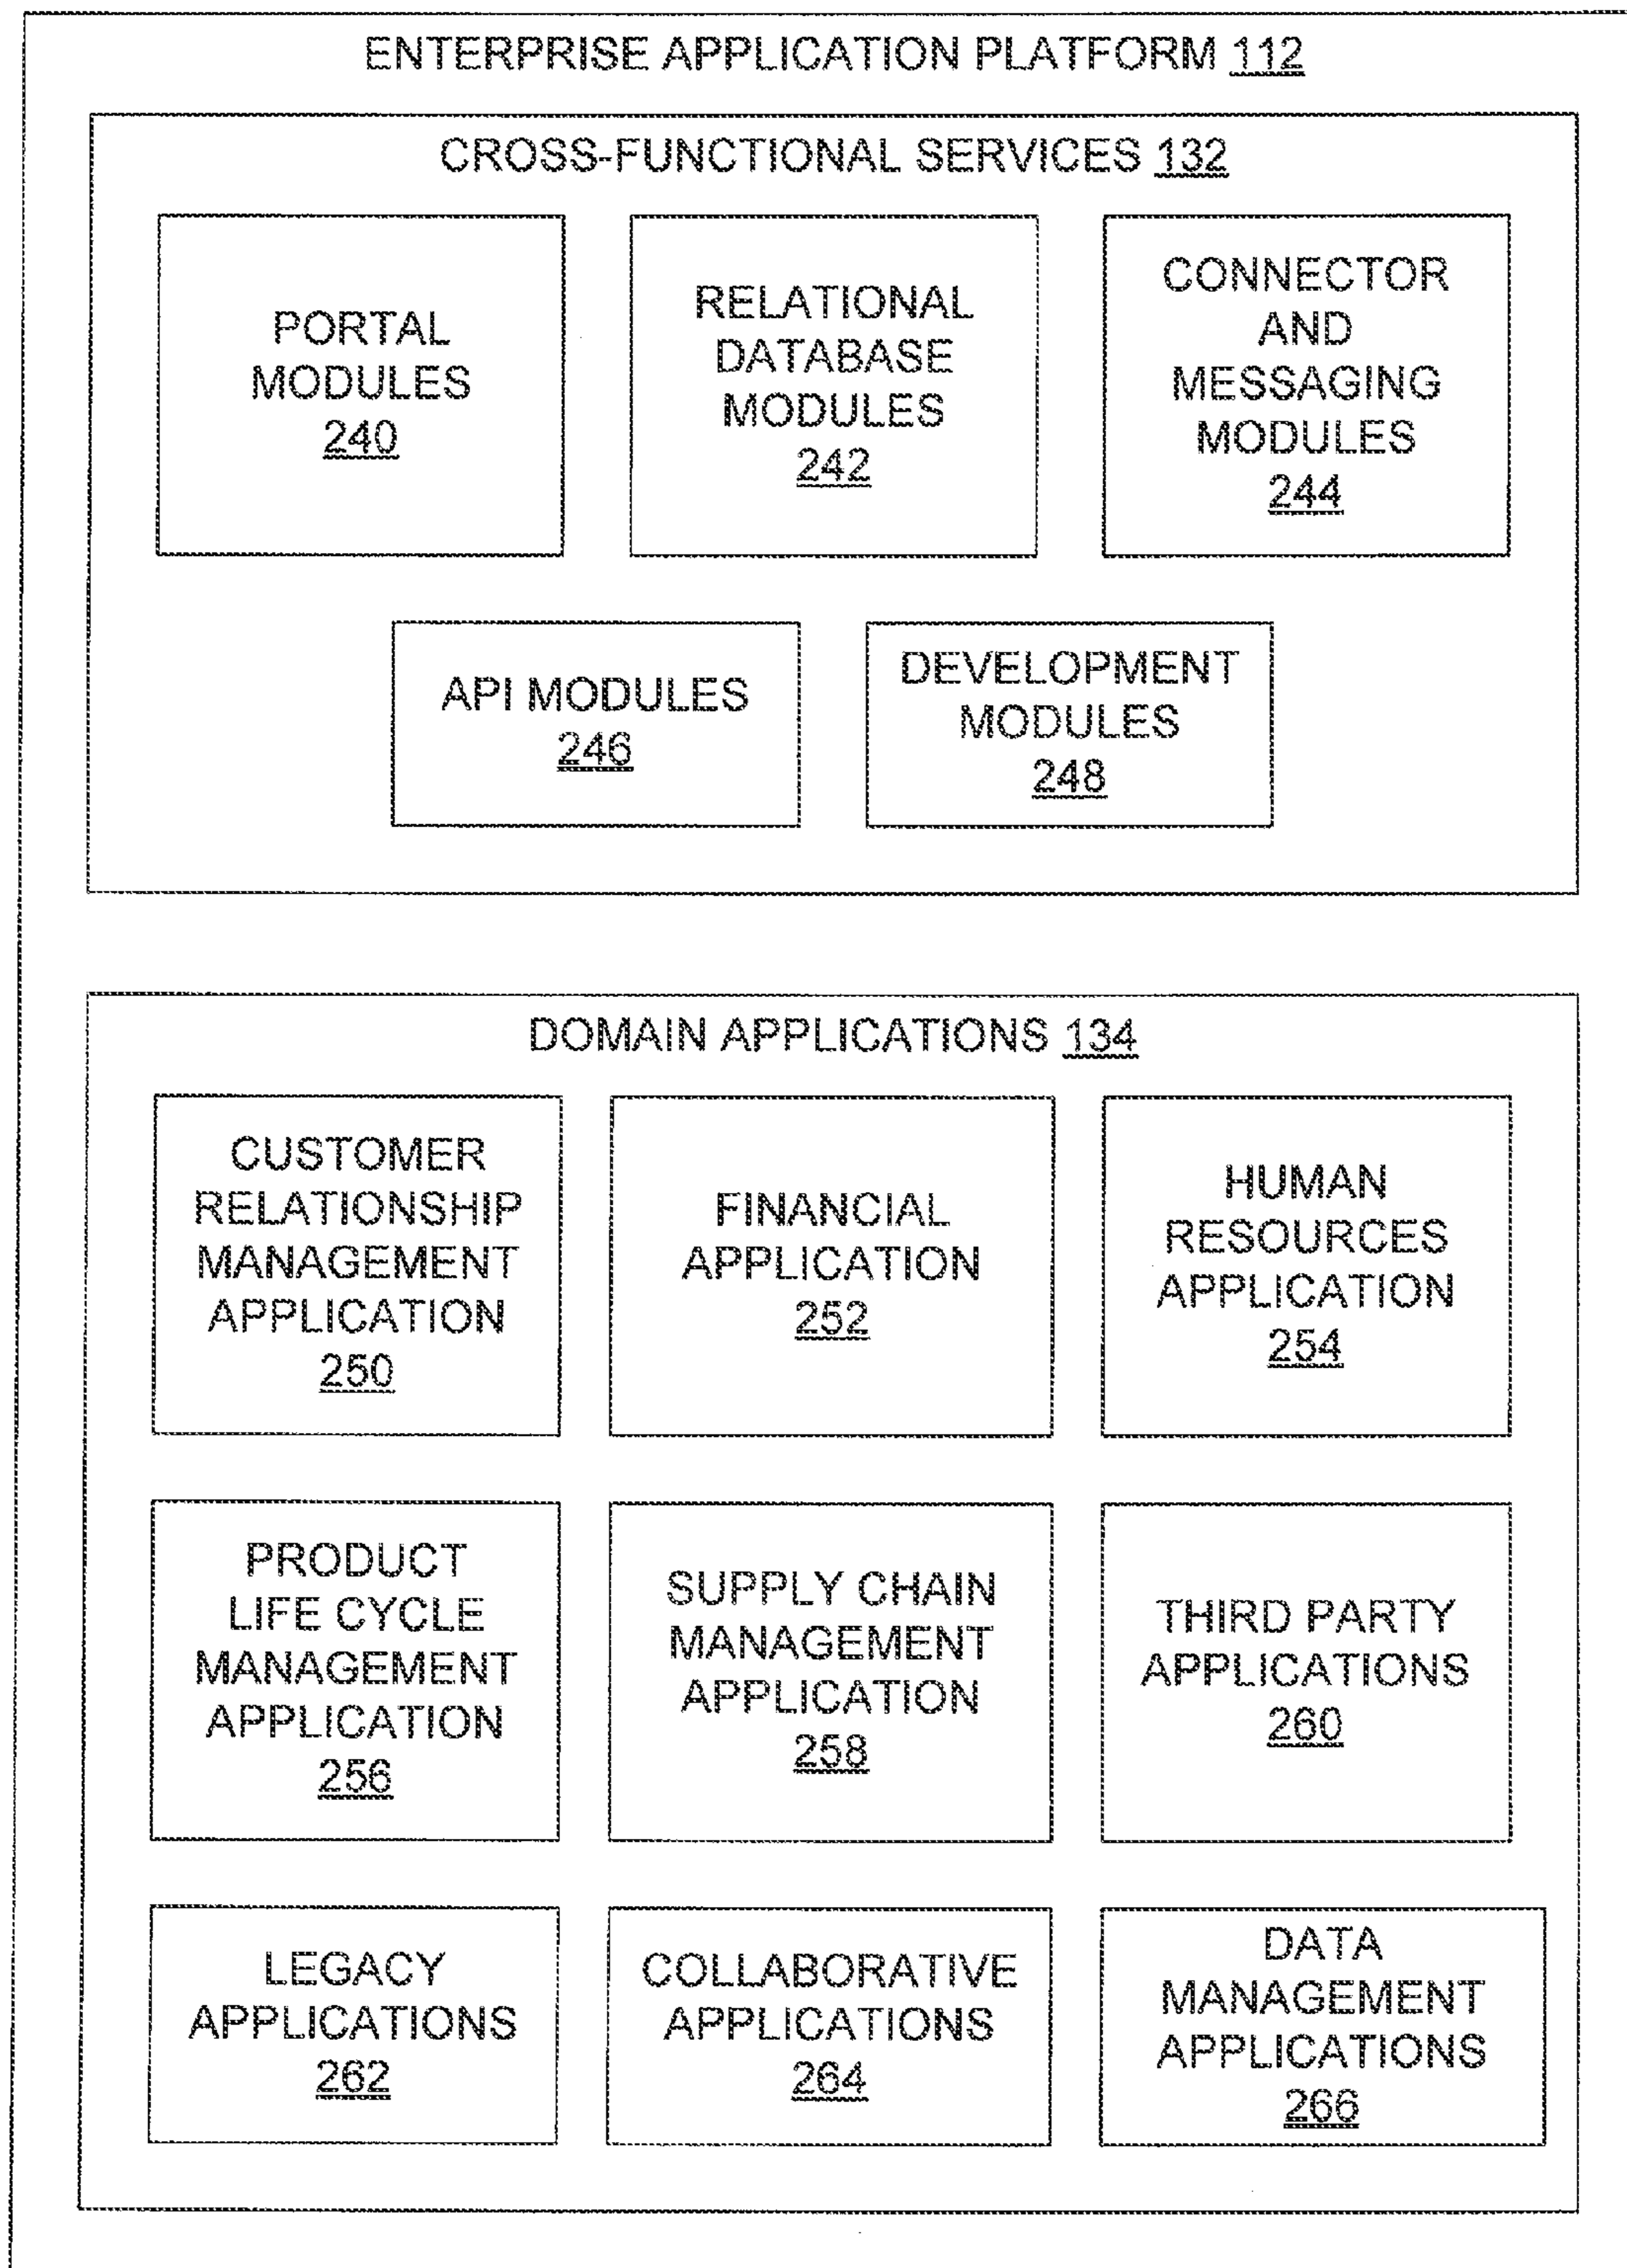 ENTERPRISE APPLICATION PLATFORM 112
CROSS-FUNCTIONAL SERVICES 132
PORTAL
MODULES
240
RELATIONAL
DATABASE
MODULES
242
CONNECTOR
AND
MESSAGING
MODULES
244
API MODULES
246
DEVELOPMENT
MODULES
248
DOMAIN APPLICATIONS 134
CUSTOMER
RELATIONSHIP
MANAGEMENT
APPLICATION
250
FINANCIAL
APPLICATION
252
HUMAN
RESOURCES
APPLICATION
254
PRODUCT
LIFE CYCLE
MANAGEMENT
APPLICATION
256
SUPPLY CHAIN
MANAGEMENT
APPLICATION
258
THIRD PARTY
APPLICATIONS
260
LEGACY
APPLICATIONS
262
COLLABORATIVE
APPLICATIONS
264
DATA
MANAGEMENT
APPLICATIONS
266